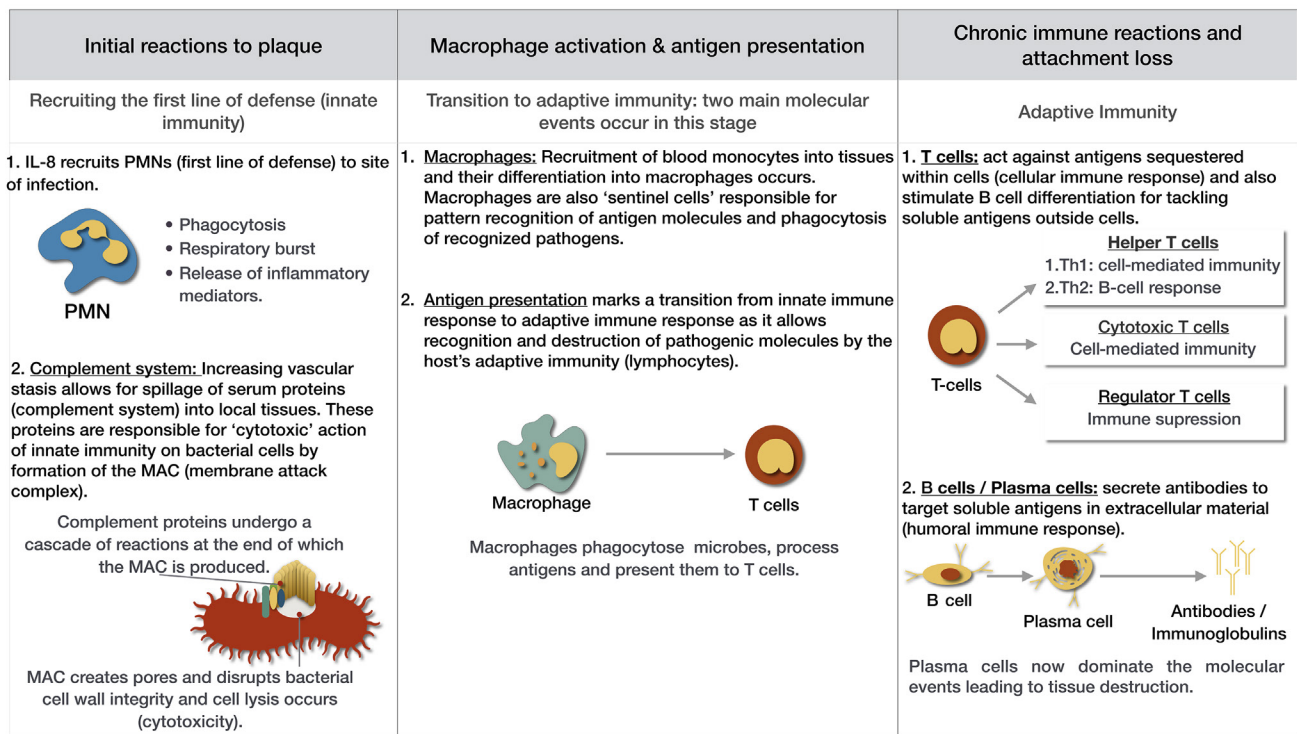 Initial reactions to plaque
Recruiting the first line of defense (innate
immunity)
1. IL-8 recruits PMNs (first line of defense) to site
of infection.
• Phagocytosis
• Respiratory burst
• Release of inflammatory
mediators.
PMN
2. Complement system: Increasing vascular
stasis allows for spillage of serum proteins
(complement system) into local tissues. These
proteins are responsible for ‘cytotoxic’ action
of innate immunity on bacterial cells by
formation of the MAC (membrane attack
complex).
Complement proteins undergo a
cascade of reactions at the end of which
the MAC is produced.
MAC creates pores and disrupts bacterial
cell wall integrity and cell lysis occurs
(cytotoxicity).
Macrophage activation & antigen presentation
Transition to adaptive immunity: two main molecular
events occur in this stage
1. Macrophages: Recruitment of blood monocytes into tissues
and their differentiation into macrophages occurs.
Macrophages are also ‘sentinel cells’ responsible for
pattern recognition of antigen molecules and phagocytosis
of recognized pathogens.
2. Antigen presentation marks a transition from innate immune
response to adaptive immune response as it allows
recognition and destruction of pathogenic molecules by the
host’s adaptive immunity (lymphocytes).
Macrophage
T cells
Macrophages phagocytose microbes, process
antigens and present them to T cells.
Chronic immune reactions and
attachment loss
Adaptive Immunity
1. T cells: act against antigens sequestered
within cells (cellular immune response) and also
stimulate B cell differentiation for tackling
soluble antigens outside cells.
Helper T cells
1.Th1: cell-mediated immunity
2.Th2: B-cell response
Cytotoxic T cells
Cell-mediated immunity
T-cells
Regulator T cells
Immune supression
2. B cells / Plasma cells: secrete antibodies to
target soluble antigens in extracellular material
(humoral immune response).
B cell
Plasma cell
Antibodies /
Immunoglobulins
Plasma cells now dominate the molecular
events leading to tissue destruction.